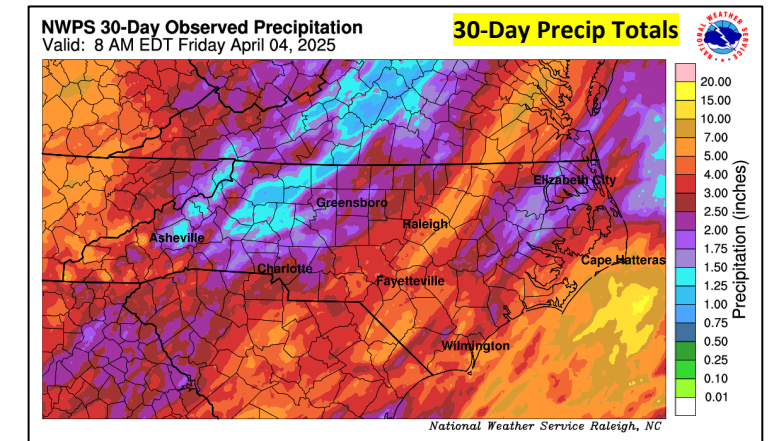 NWPS 30-Day Observed Precipitation
Valid: 8 AM EDT Friday April 04, 2025
30-Day Precip Totals
NATIONAL WEATHER SERVICE
Elizabeth City
Greensboro
Raleigh
Asheville
Cape Hatteras
Charlotte
Fayetteville
Wilmington
20.00
15.00
10.00
7.00
5.00
4.00
3.00
2.50
2.00
1.75
1.50
1.25
1.00
0.75
0.50
0.25
0.10
0.01
Precipitation (inches)
National Weather Service Raleigh, NC